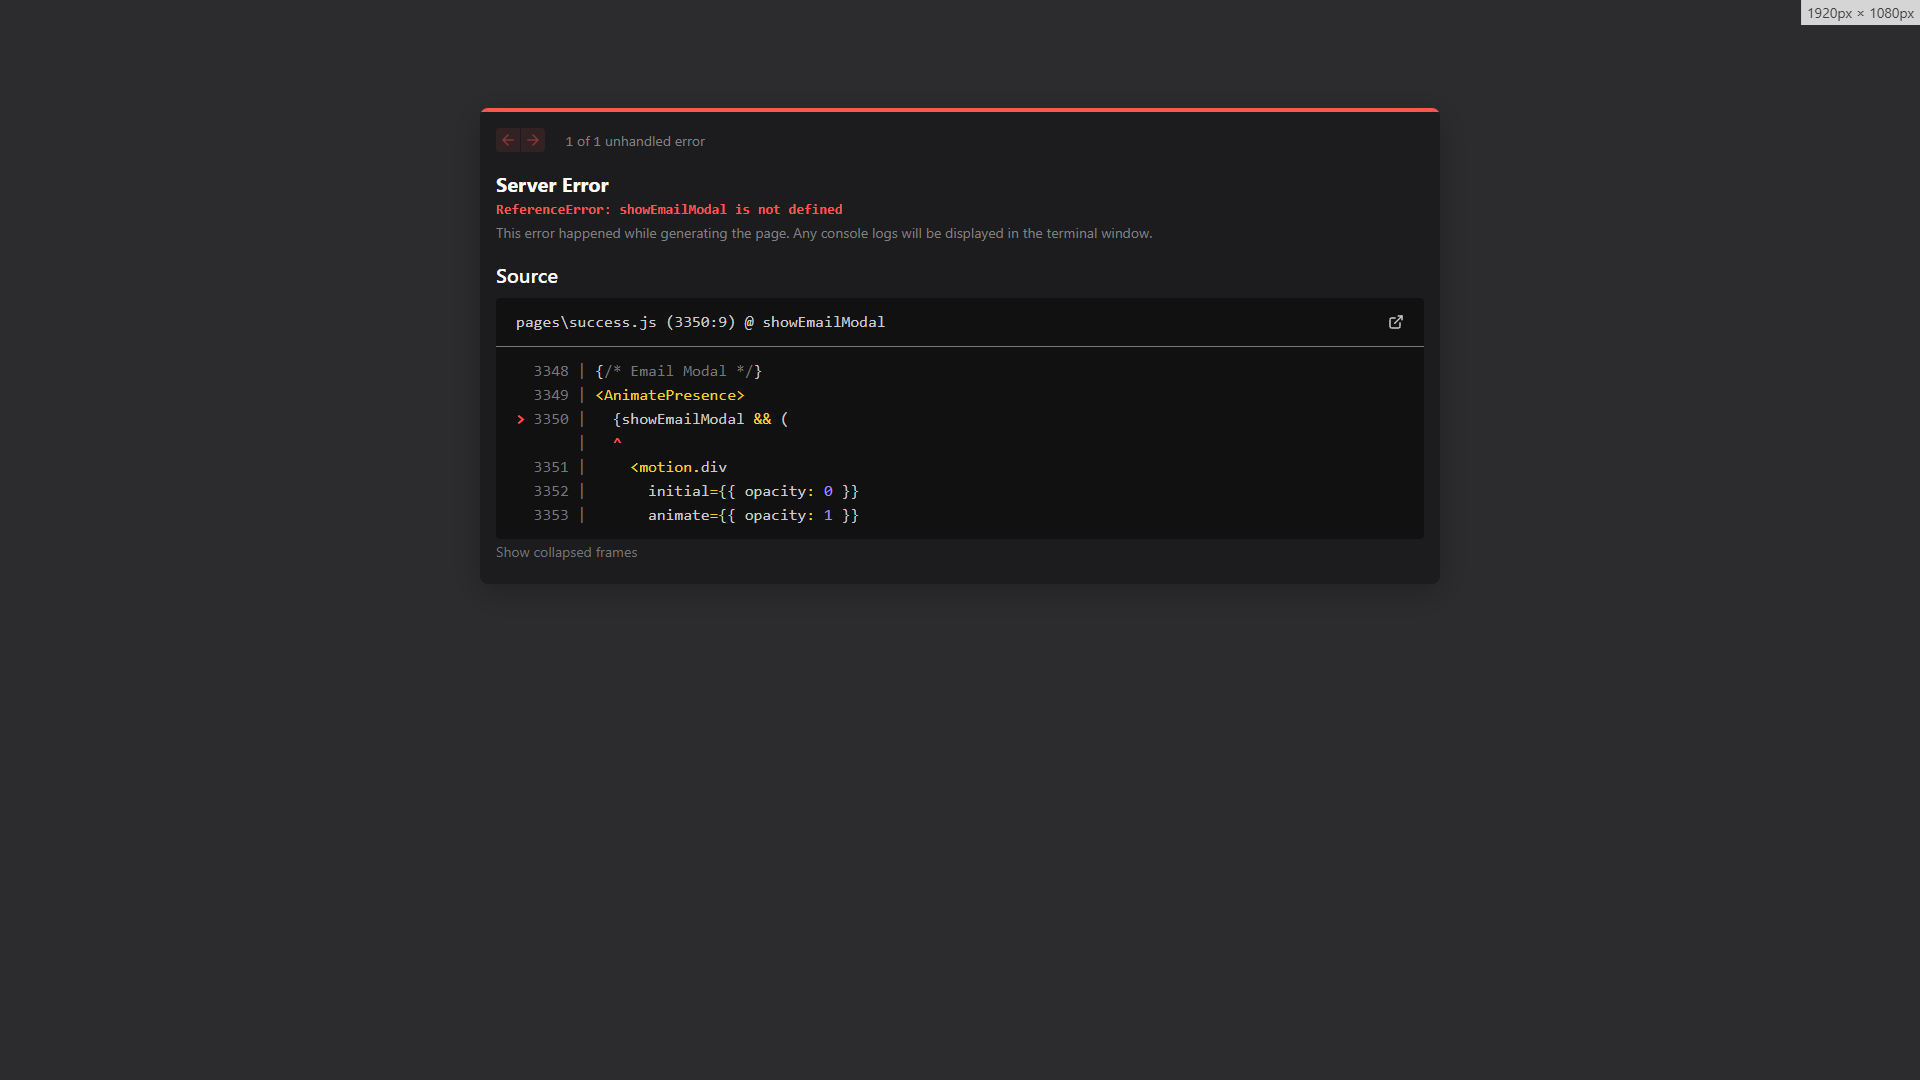 1920px × 1080px
1 of 1 unhandled error
Server Error
ReferenceError: showEmailModal is not defined
This error happened while generating the page. Any console logs will be displayed in the terminal window.
Source
pages\success.js (3350:9) @ showEmailModal
3348 | {/* Email Modal */}
3349 | <AnimatePresence>
> 3350 |   {showEmailModal && (
     |   ^
3351 |     <motion.div
3352 |       initial={{ opacity: 0 }}
3353 |       animate={{ opacity: 1 }}
Show collapsed frames